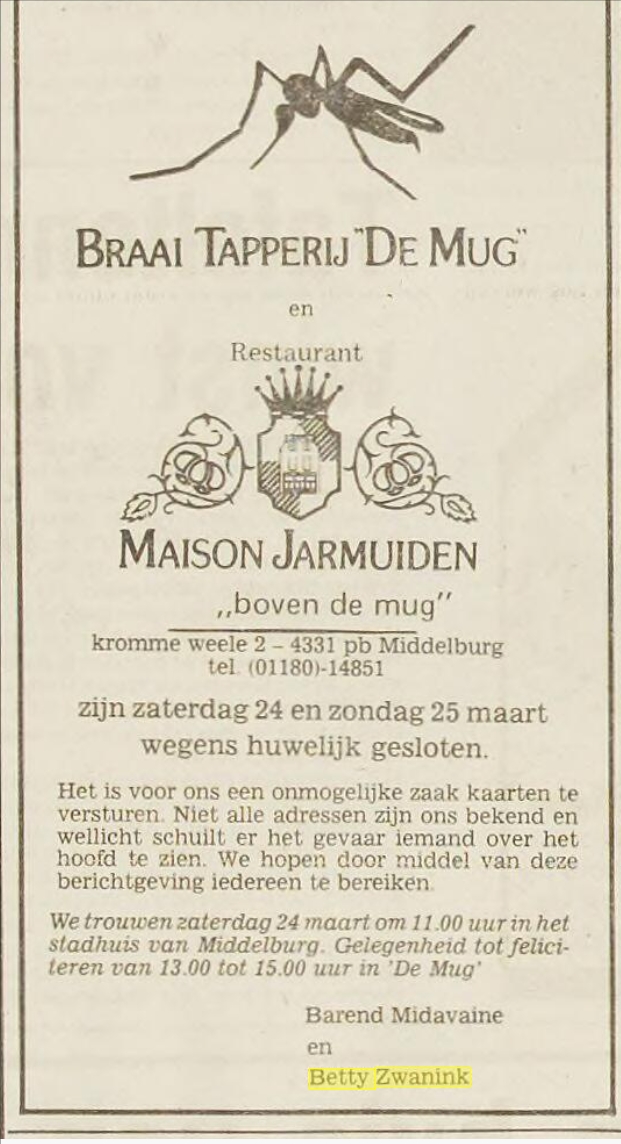 BRAAI TAPPERIJ "DE MUG"
en
Restaurant
MAISON JARMUIDEN
„boven de mug"
kromme weele 2 – 4331 pb Middelburg
tel. (01180)-14851
zijn zaterdag 24 en zondag 25 maart
wegens huwelijk gesloten.
Het is voor ons een onmogelijke zaak kaarten te
versturen. Niet alle adressen zijn ons bekend en
wellicht schuilt er het gevaar iemand over het
hoofd te zien. We hopen door middel van deze
berichtgeving iedereen te bereiken.
We trouwen zaterdag 24 maart om 11.00 uur in het
stadhuis van Middelburg. Gelegenheid tot felici-
teren van 13.00 tot 15.00 uur in 'De Mug'
Barend Midavaine
en
Betty Zwanink